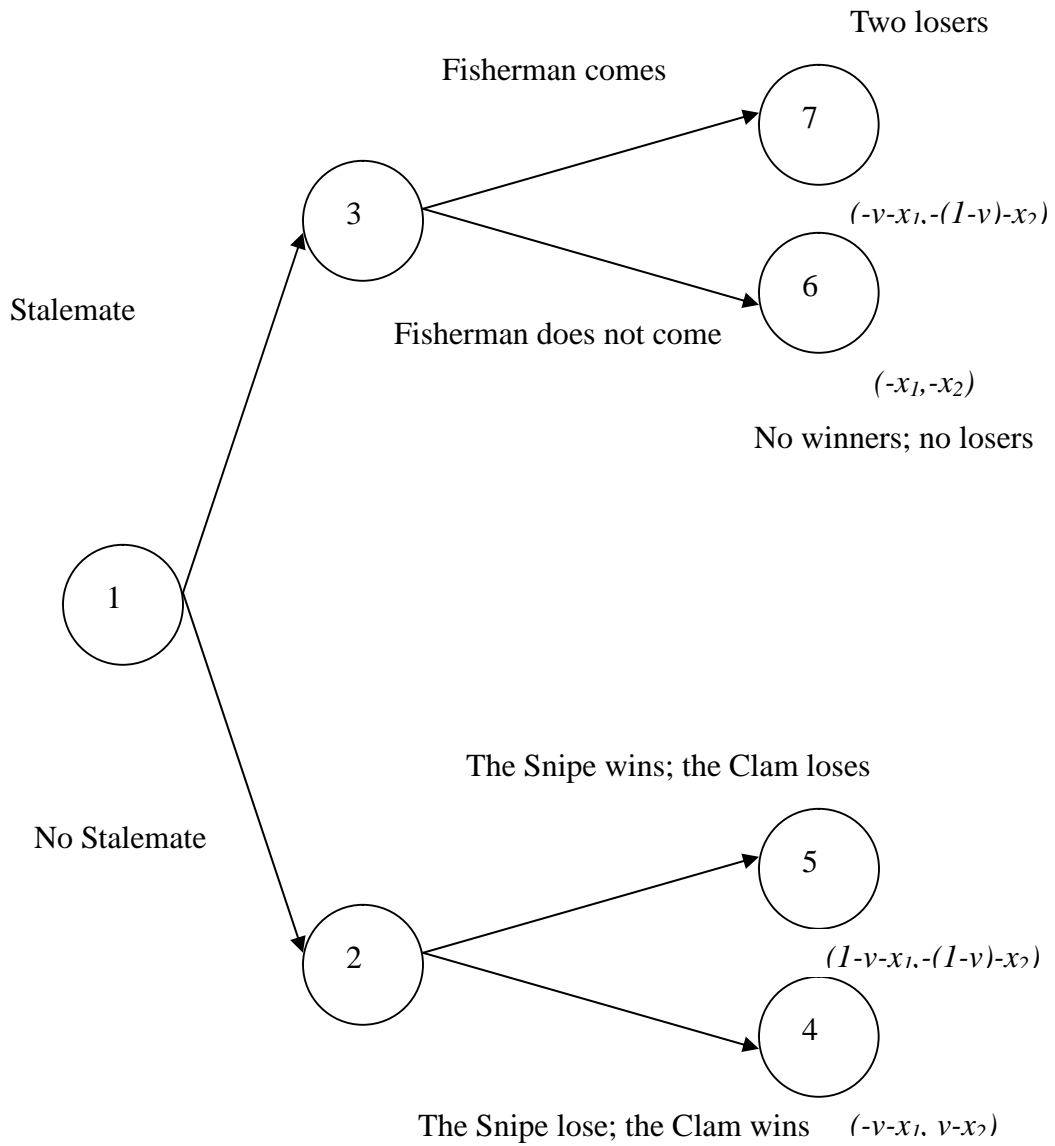 Two losers
Fisherman comes
7
3
(-v-x₁,-(1-v)-x₂)
6
Stalemate
Fisherman does not come
(-x₁,-x₂)
No winners; no losers
1
The Snipe wins; the Clam loses
No Stalemate
5
2
(1-v-x₁,-(1-v)-x₂)
4
The Snipe lose; the Clam wins (-v-x₁, v-x₂)